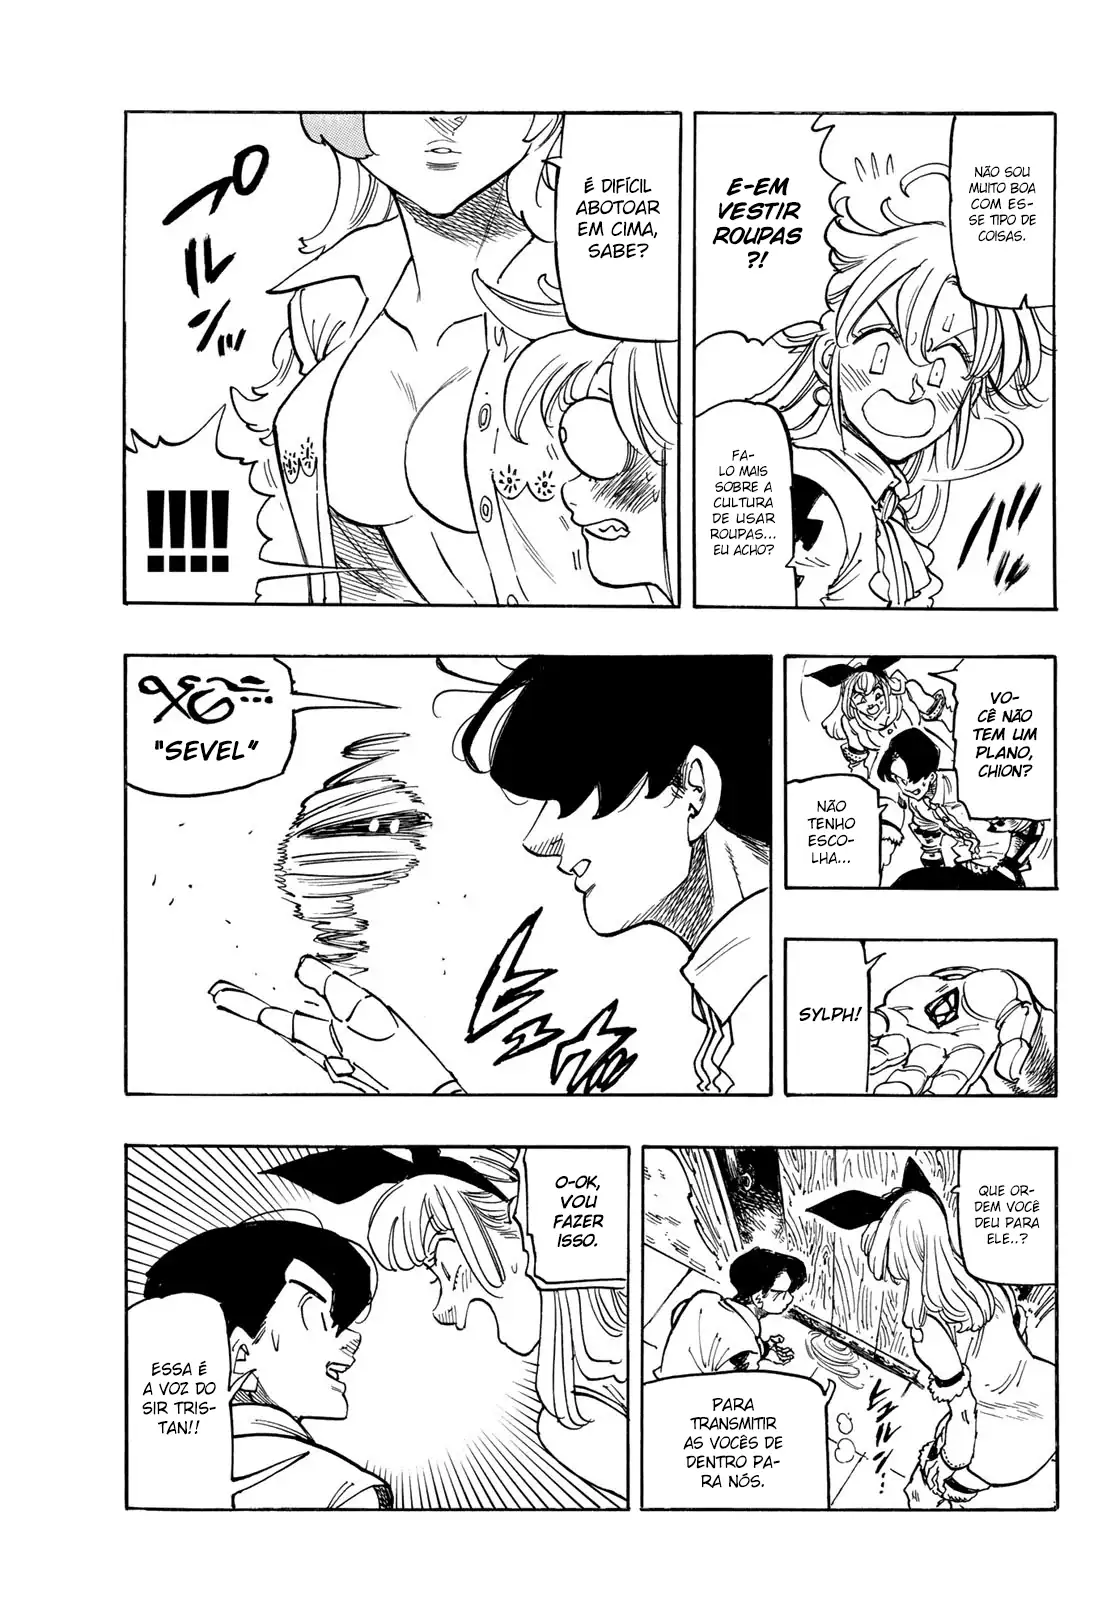 NÃO SOU
MUITO BOA
COM ES-
SE TIPO DE
COISAS.
E-EM
VESTIR
ROUPAS
?!
FA-
LO MAIS
SOBRE A
CULTURA
DE USAR
ROUPAS...
EU ACHO?
É DIFÍCIL
ABOTOAR
EM CIMA,
SABE?
!!!!
VO-
CÊ NÃO
TEM UM
PLANO,
CHION?
NÃO
TENHO
ESCO-
LHA...
SYLPH!
"SEVEL"
QUE OR-
DEM VOCÊ
DEU PARA
ELE..?
PARA
TRANSMITIR
AS VOCÊS DE
DENTRO PA-
RA NÓS.
O-OK,
VOU
FAZER
ISSO.
ESSA É
A VOZ DO
SIR TRIS-
TAN!!